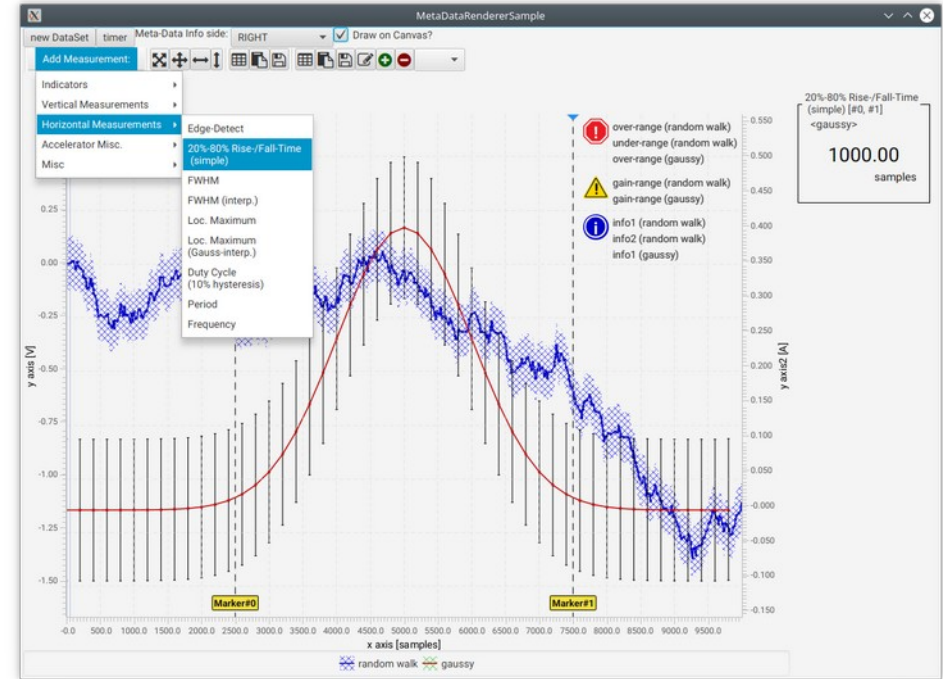 MetaDataRendererSample
new DataSet timer Meta-Data Info side: RIGHT Draw on Canvas?
Add Measurement:
Indicators
Vertical Measurements
Horizontal Measurements
Accelerator Misc.
Misc
Edge-Detect
20%-80% Rise-/Fall-Time
(simple)
FWHM
FWHM (interp.)
Loc. Maximum
Loc. Maximum
(Gauss-interp.)
Duty Cycle
(10% hysteresis)
Period
Frequency
over-range (random walk)
under-range (random walk)
over-range (gaussy)
gain-range (random walk)
gain-range (gaussy)
info1 (random walk)
info2 (random walk)
info1 (gaussy)
20%-80% Rise-/Fall-Time
(simple) [#0, #1]
<gaussy>
1000.00
samples
y axis [V]
0.25
0.00
-0.25
-0.50
-0.75
-1.00
-1.25
-1.50
0.550
0.500
0.450
0.400
0.350
0.300
0.250
0.200
0.150
0.100
0.050
-0.000
-0.050
-0.100
-0.150
y axis2 [A]
Marker#0 Marker#1
-0.0 500.0 1000.0 1500.0 2000.0 2500.0 3000.0 3500.0 4000.0 4500.0 5000.0 5500.0 6000.0 6500.0 7000.0 7500.0 8000.0 8500.0 9000.0 9500.0
x axis [samples]
random walk gaussy